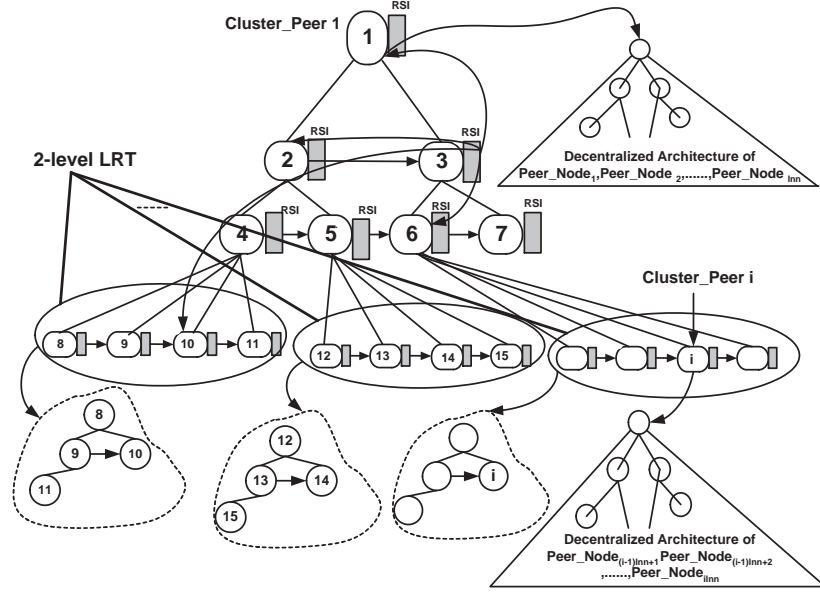 Cluster_Peer 1
RSI
1
Decentralized Architecture of
Peer_Node1,Peer_Node 2,......,Peer_Node lnn
2-level LRT
RSI
RSI
2
3
RSI
RSI
RSI
RSI
4
5
6
7
Cluster_Peer i
8
9
10
11
12
13
14
15
i
8
9
10
11
12
13
14
15
i
Decentralized Architecture of
Peer_Node(i-1)lnn+1 Peer_Node(i-1)lnn+2
,......,Peer_Nodeilnn